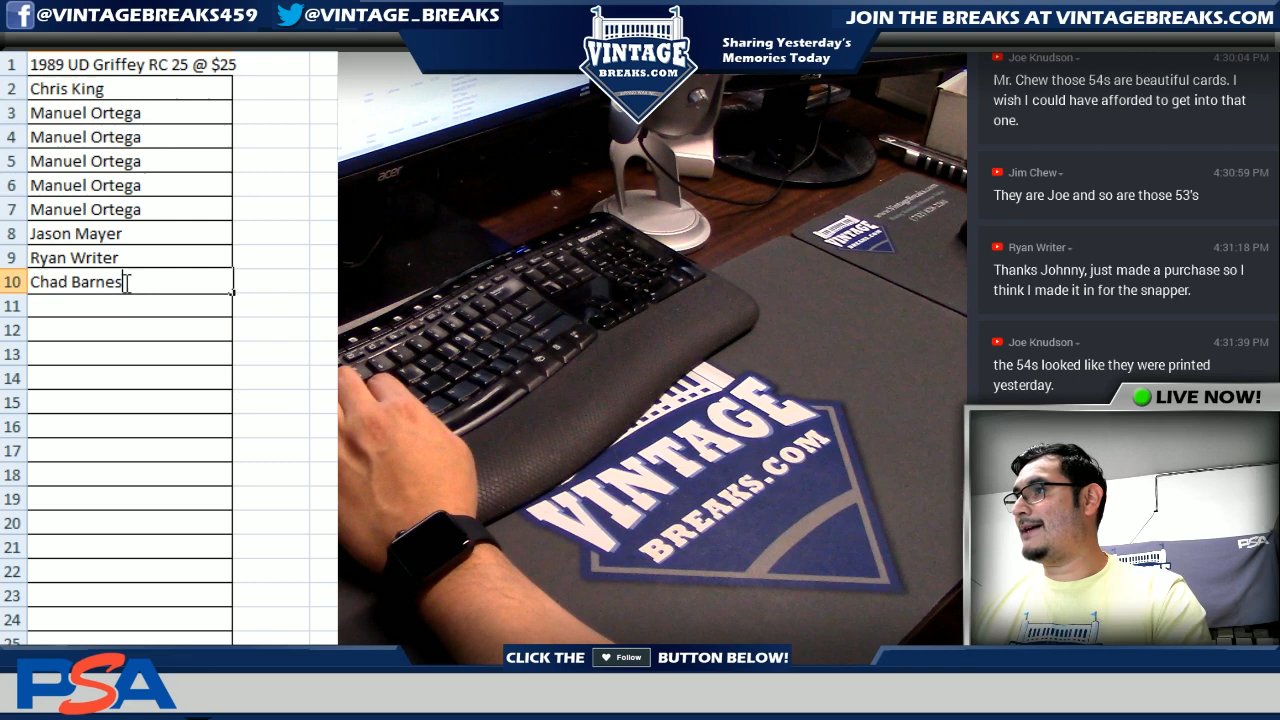 @VINTAGEBREAKS459
@VINTAGE_BREAKS
VINTAGE
BREAKS.COM
Sharing Yesterday's
Memories Today
JOIN THE BREAKS AT VINTAGEBREAKS.COM
1 1989 UD Griffey RC 25 @ $25
2 Chris King
3 Manuel Ortega
4 Manuel Ortega
5 Manuel Ortega
6 Manuel Ortega
7 Manuel Ortega
8 Jason Mayer
9 Ryan Writer
10 Chad Barnes
11
12
13
14
15
16
17
18
19
20
21
22
23
24
25
acer
Microsoft
VINTAGE
www.VintageBreaks.com
VINTAGE
BREAKS.COM
Joe Knudson 4:30:04 PM
Mr. Chew those 54s are beautiful cards. I
wish I could have afforded to get into that
one.
Jim Chew 4:30:59 PM
They are Joe and so are those 53's
Ryan Writer 4:31:18 PM
Thanks Johnny, just made a purchase so I
think I made it in for the snapper.
Joe Knudson 4:31:39 PM
the 54s looked like they were printed
yesterday.
LIVE NOW!
PSA
CLICK THE Follow BUTTON BELOW!
PSA